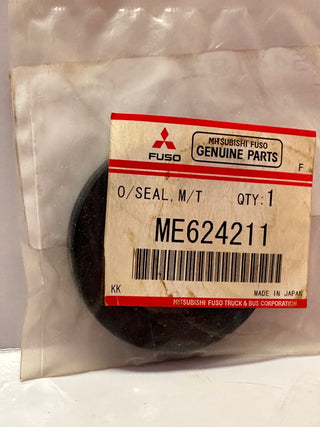 FUSO
MITSUBISHI FUSO
GENUINE PARTS
F
O/SEAL, M/T QTY:1
ME624211
KK
MADE IN JAPAN
MITSUBISHI FUSO TRUCK & BUS CORPORATION